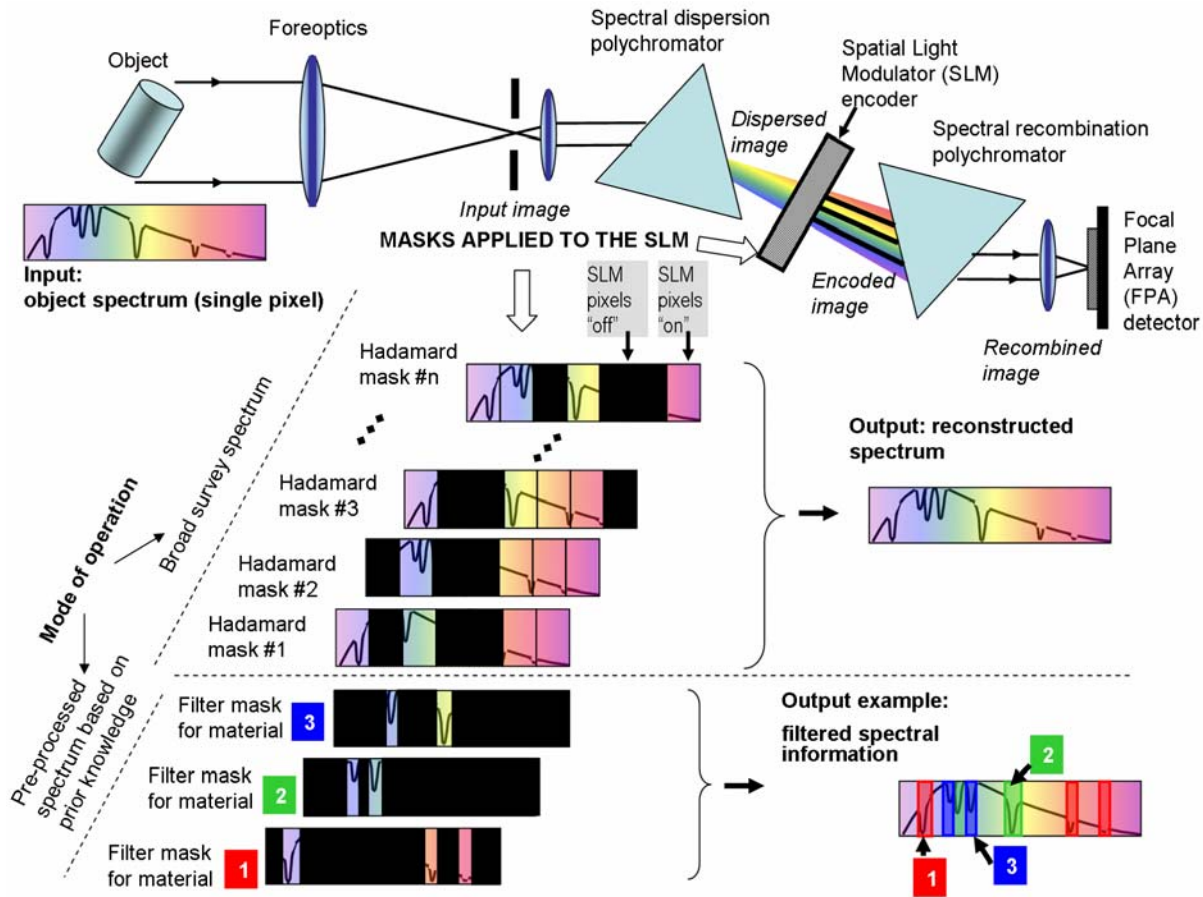 Object
Foreoptics
Spectral dispersion
polychromator
Spatial Light
Modulator (SLM)
encoder
Dispersed
image
Spectral recombination
polychromator
Input image
Encoded
image
Focal
Plane
Array
(FPA)
detector
Recombined
image
Input:
object spectrum (single pixel)
MASKS APPLIED TO THE SLM
SLM
pixels
“off”
SLM
pixels
“on”
Hadamard
mask #n
Hadamard
mask #3
Hadamard
mask #2
Hadamard
mask #1
Output: reconstructed
spectrum
Mode of operation
Broad survey spectrum
Pre-processed
spectrum based on
prior knowledge
Filter mask
for material 3
Filter mask
for material 2
Filter mask
for material 1
Output example:
filtered spectral
information
2
1
3